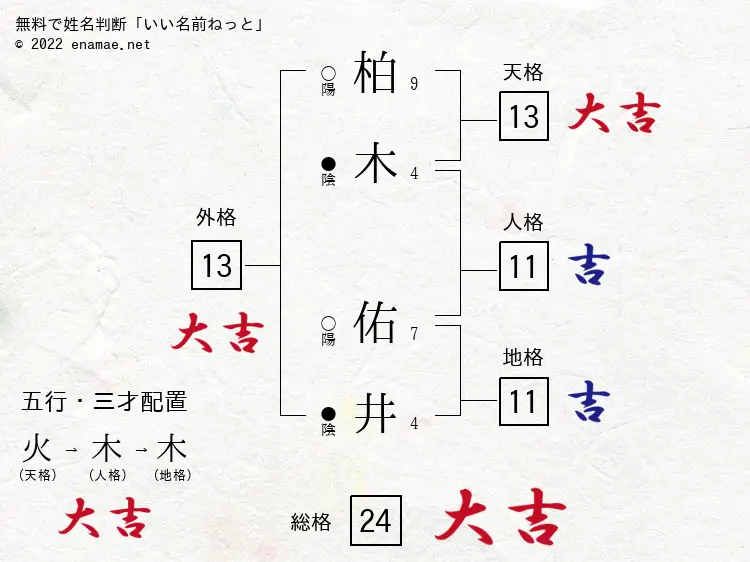 無料で姓名判断「いい名前ねっと」
© 2022 enamae.net
○
陽
柏 9
天格
13 大吉
●
陰
木 4
外格
13
大吉
人格
11 吉
○
陽
佑 7
地格
11 吉
●
陰
井 4
五行・三才配置
火 → 木 → 木
(天格) (人格) (地格)
大吉
総格 24 大吉